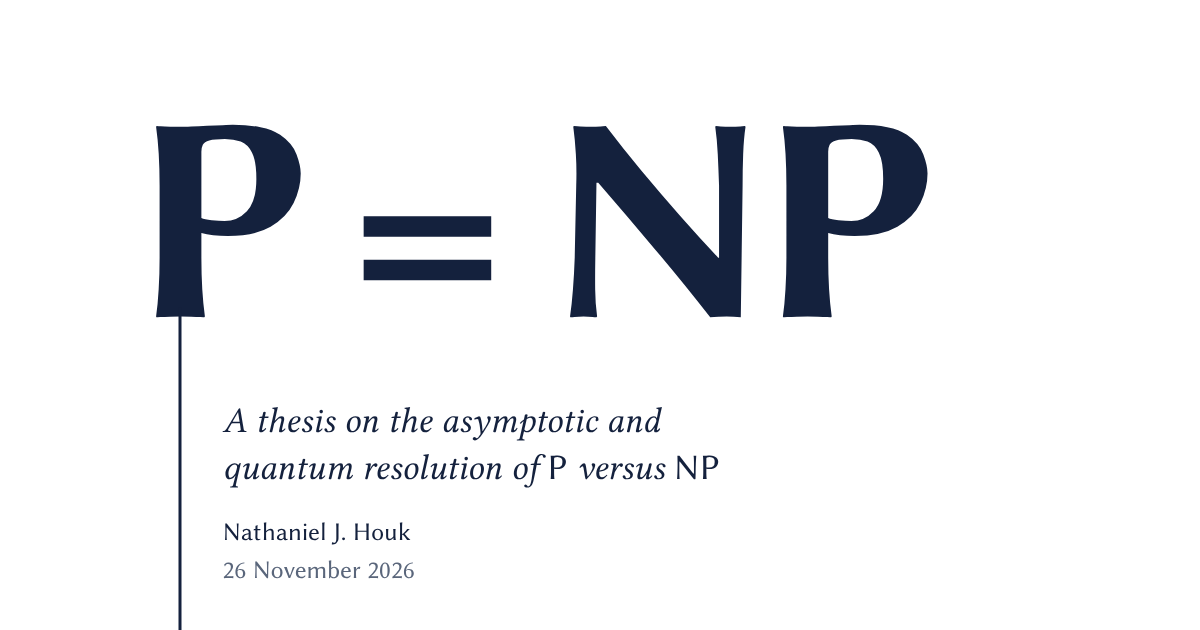 P = NP
A thesis on the asymptotic and
quantum resolution of P versus NP
Nathaniel J. Houk
26 November 2026